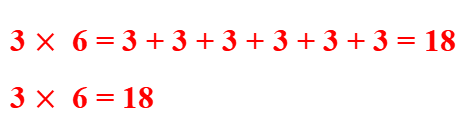 3 × 6 = 3 + 3 + 3 + 3 + 3 + 3 = 18
3 × 6 = 18